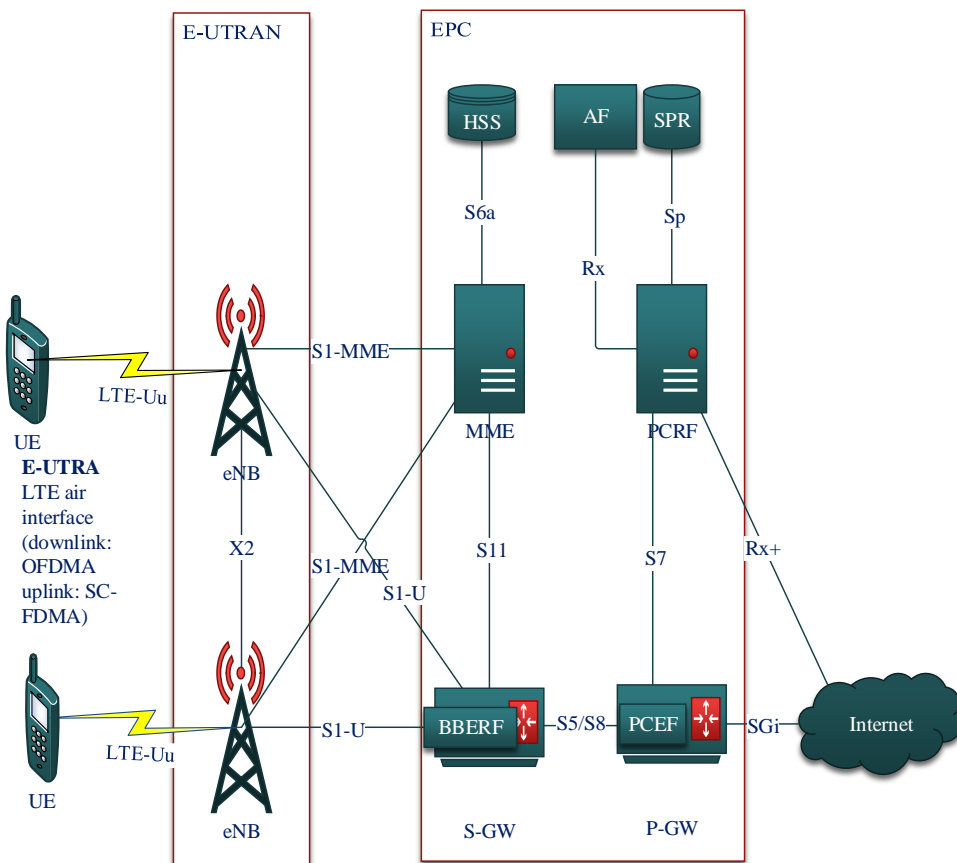 E-UTRAN
EPC
HSS
AF
SPR
S6a
Sp
Rx
S1-MME
LTE-Uu
MME
PCRF
UE
eNB
E-UTRA
LTE air
interface
(downlink:
OFDMA
uplink: SC-
FDMA)
X2
S1-MME
S1-U
S11
S7
Rx+
LTE-Uu
S1-U
BBERF
S5/S8
PCEF
SGi
Internet
UE
eNB
S-GW
P-GW